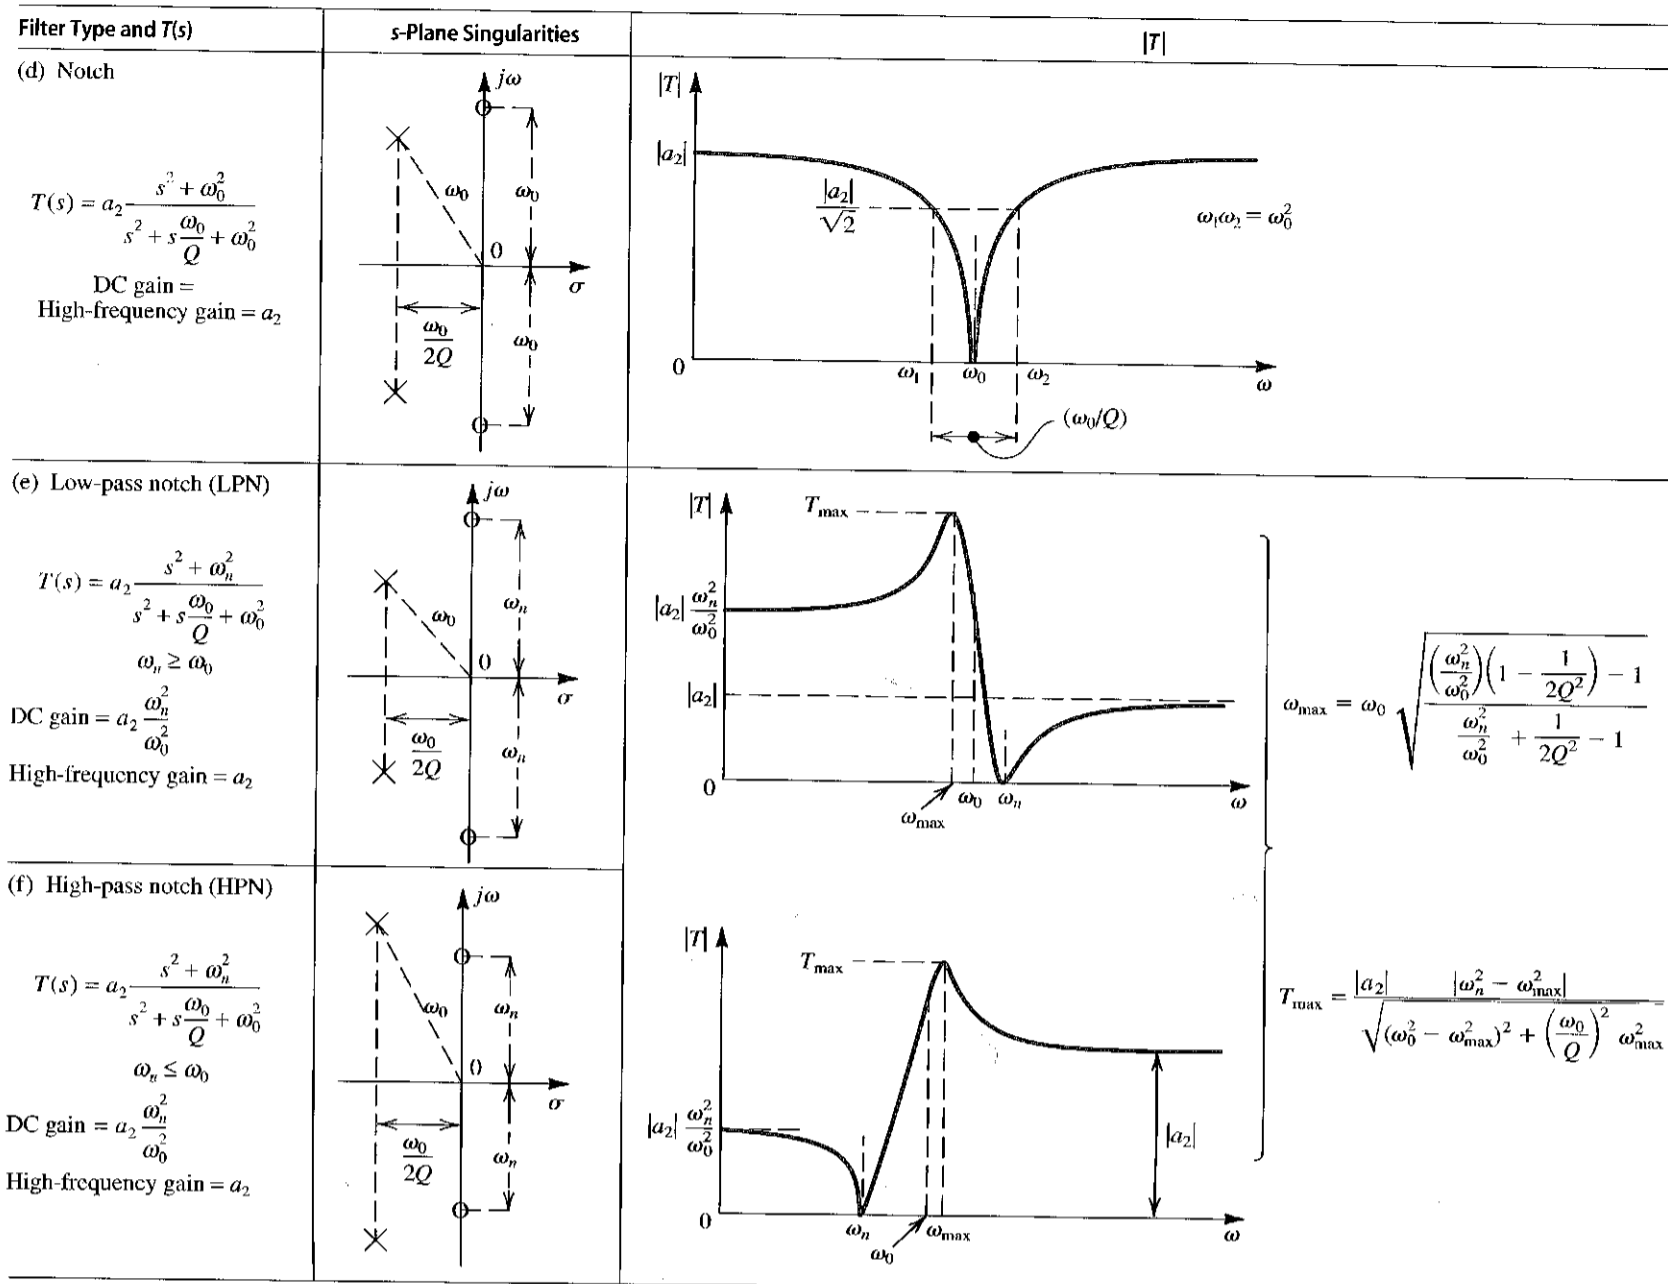 Filter Type and T(s)
s-Plane Singularities
|T|
(d) Notch
T(s) = a₂ (s² + ω₀²) / (s² + s(ω₀/Q) + ω₀²)
DC gain =
High-frequency gain = a₂
jω
ω₀
ω₀
0
σ
ω₀/2Q
ω₀
|T|
|a₂|
|a₂|/√2
ω₁ω₂ = ω₀²
0
ω₁ ω₀ ω₂
ω
(ω₀/Q)
(e) Low-pass notch (LPN)
T(s) = a₂ (s² + ωₙ²) / (s² + s(ω₀/Q) + ω₀²)
ωₙ ≥ ω₀
DC gain = a₂ ωₙ²/ω₀²
High-frequency gain = a₂
jω
ωₙ
ω₀
0
σ
ω₀/2Q
ωₙ
|T|
T_max
|a₂| ωₙ²/ω₀²
|a₂|
0
ω₀ ωₙ
ω
ω_max
ω_max = ω₀ √(((ωₙ²/ω₀²)(1 − 1/2Q²) − 1) / (ωₙ²/ω₀² + 1/2Q² − 1))
(f) High-pass notch (HPN)
T(s) = a₂ (s² + ωₙ²) / (s² + s(ω₀/Q) + ω₀²)
ωₙ ≤ ω₀
DC gain = a₂ ωₙ²/ω₀²
High-frequency gain = a₂
jω
ω₀
ωₙ
0
σ
ω₀/2Q
ωₙ
|T|
T_max
|a₂| ωₙ²/ω₀²
|a₂|
0
ωₙ ω_max
ω
ω₀
T_max = |a₂| |ωₙ² − ω²_max| / √((ω₀² − ω²_max)² + (ω₀/Q)² ω²_max)